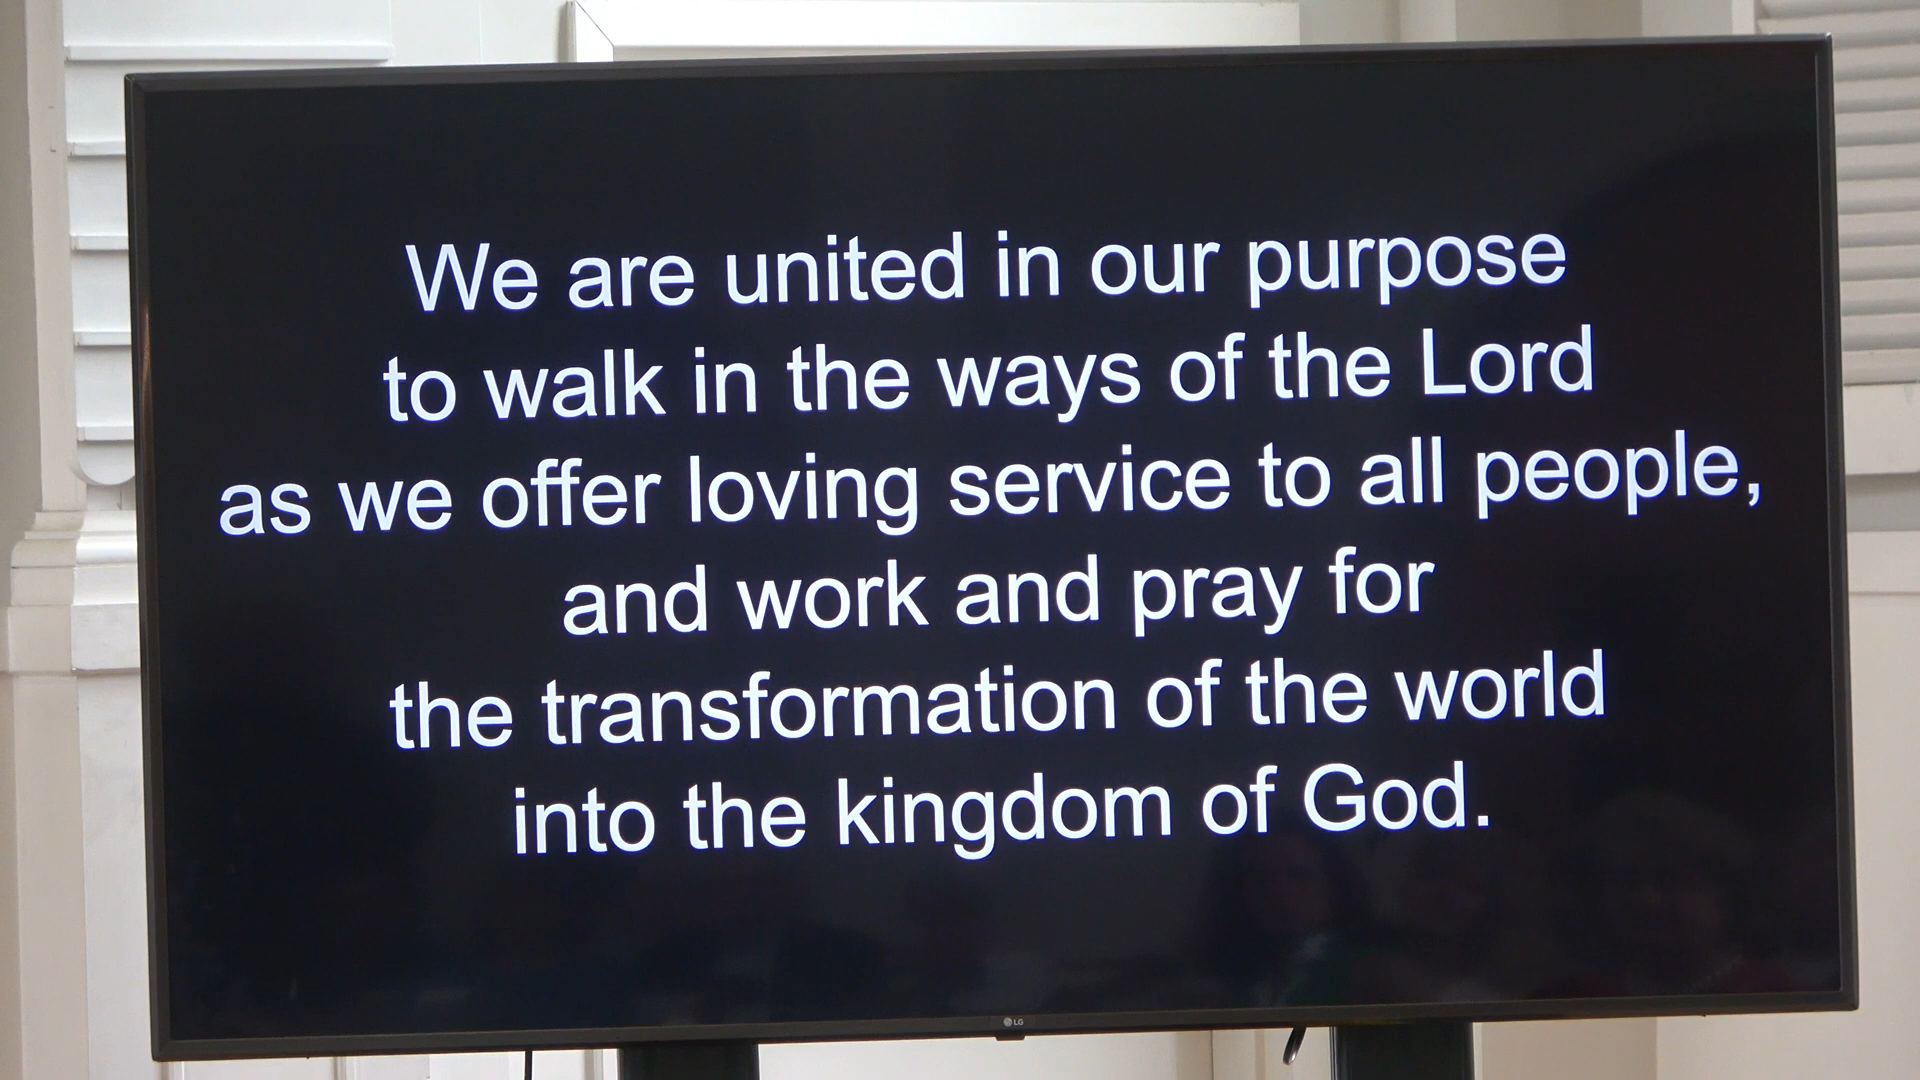 We are united in our purpose
to walk in the ways of the Lord
as we offer loving service to all people,
and work and pray for
the transformation of the world
into the kingdom of God.
LG